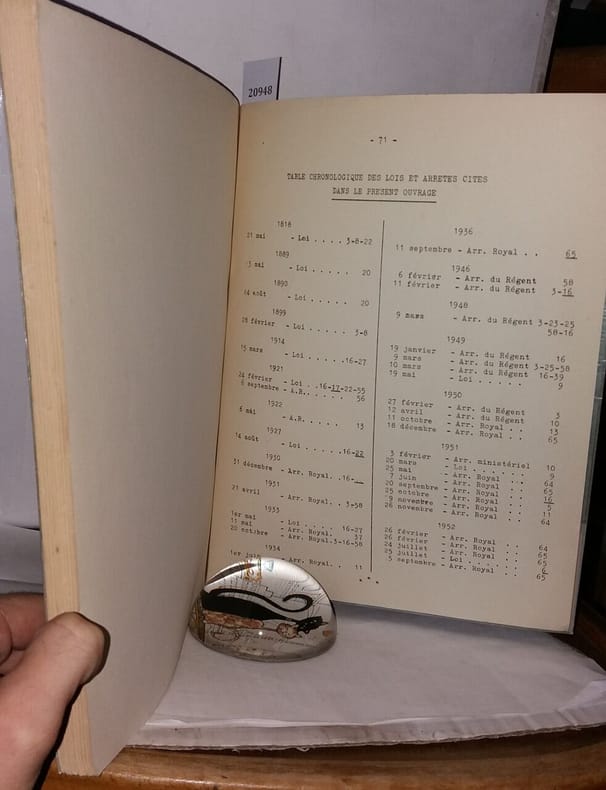 20948
- 71 -
TABLE CHRONOLOGIQUE DES LOIS ET ARRETES CITES
DANS LE PRESENT OUVRAGE
1818
21 mai - Loi . . . . 3-8-22
1889
mai - Loi . . . . . 20
1890
août - Loi . . . . . 20
1899
février - Loi . . . . . 3-8
1914
15 mars - Loi . . . . . 16-27
1921
24 février - Loi . . 16-17-22-55
6 septembre - A.R. . . . . 56
1922
6 mai - A.R. . . . . 13
1927
14 août - Loi . . . . . 16-22
1930
31 décembre - Arr. Royal. . 16-
1931
21 avril - Arr. Royal. . 3-58
1933
1er mai - Loi . . . . 16-27
11 mai - Arr. Royal. . 37
20 octobre - Arr. Royal. 3-16-58
1934
1er juin - Arr. Royal. . . 11
1936
11 septembre - Arr. Royal . . 65
1946
6 février - Arr. du Régent 58
11 février - Arr. du Régent 3-16
1948
9 mars - Arr. du Régent 3-23-25
58-16
1949
19 janvier - Arr. du Régent 16
9 mars - Arr. du Régent 3-25-58
10 mars - Arr. du Régent 16-39
19 mai - Loi . . . . . . 9
1950
27 février - Arr. du Régent 3
12 avril - Arr. du Régent 10
11 octobre - Arr. Royal . . 13
18 décembre - Arr. Royal . . 65
1951
3 février - Arr. ministériel 10
20 mars - Loi . . . . . . 9
25 mai - Arr. Royal . . 64
7 juin - Arr. Royal . . 65
20 septembre - Arr. Royal . . 16
25 octobre - Arr. Royal . . 5
9 novembre - Arr. Royal . . 11
26 novembre - Arr. Royal . . 64
1952
26 février - Arr. Royal . . 64
26 février - Arr. Royal . . 65
24 juillet - Arr. Royal . . 65
25 juillet - Loi . . . . . . 6
5 septembre - Arr. Royal . . 65